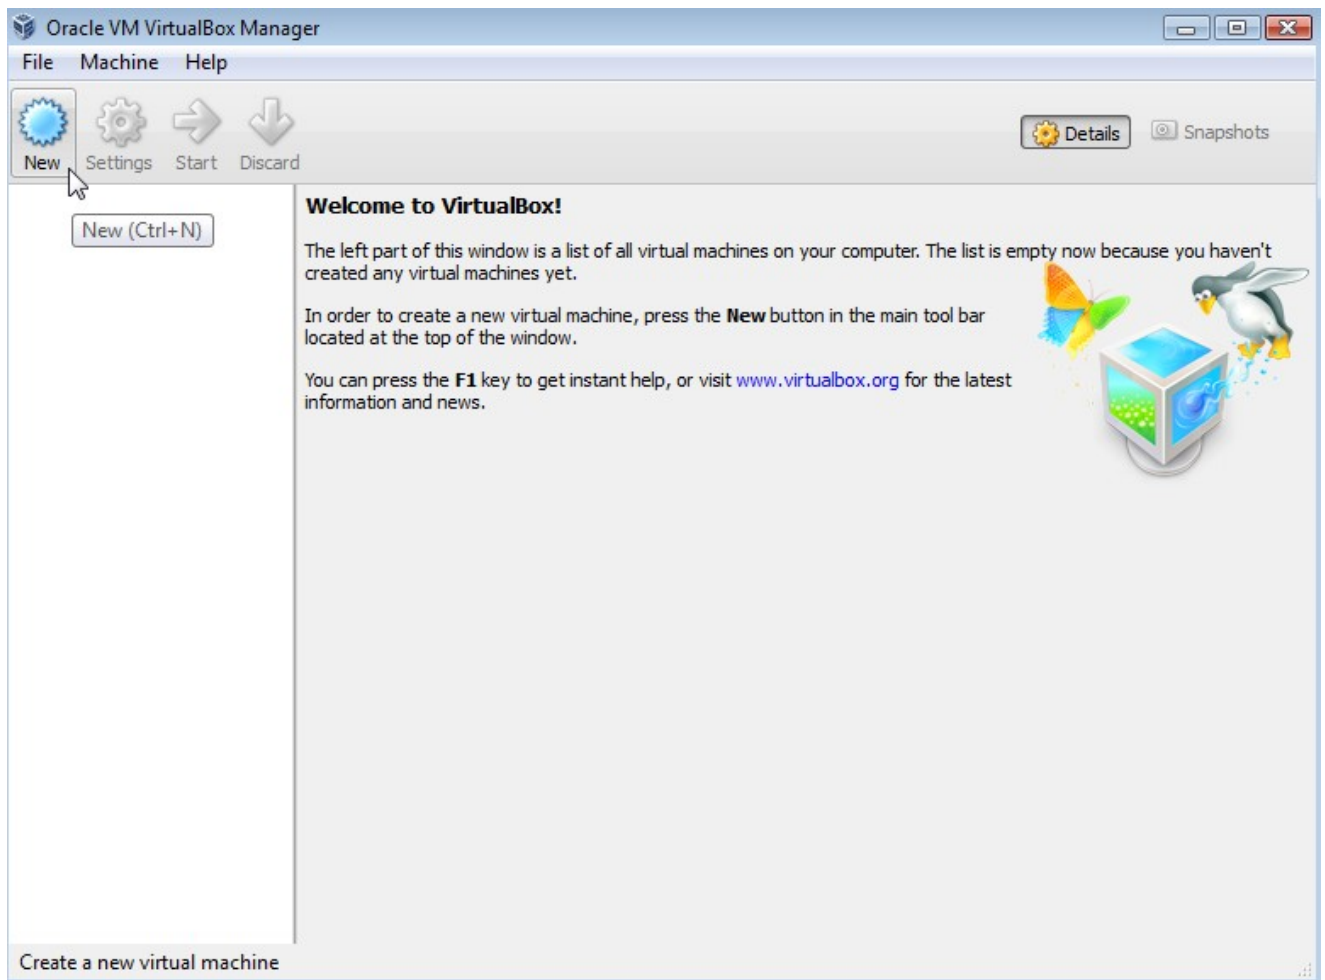 Oracle VM VirtualBox Manager
File Machine Help
New Settings Start Discard
Details Snapshots
New (Ctrl+N)
Welcome to VirtualBox!
The left part of this window is a list of all virtual machines on your computer. The list is empty now because you haven't
created any virtual machines yet.
In order to create a new virtual machine, press the New button in the main tool bar
located at the top of the window.
You can press the F1 key to get instant help, or visit www.virtualbox.org for the latest
information and news.
Create a new virtual machine